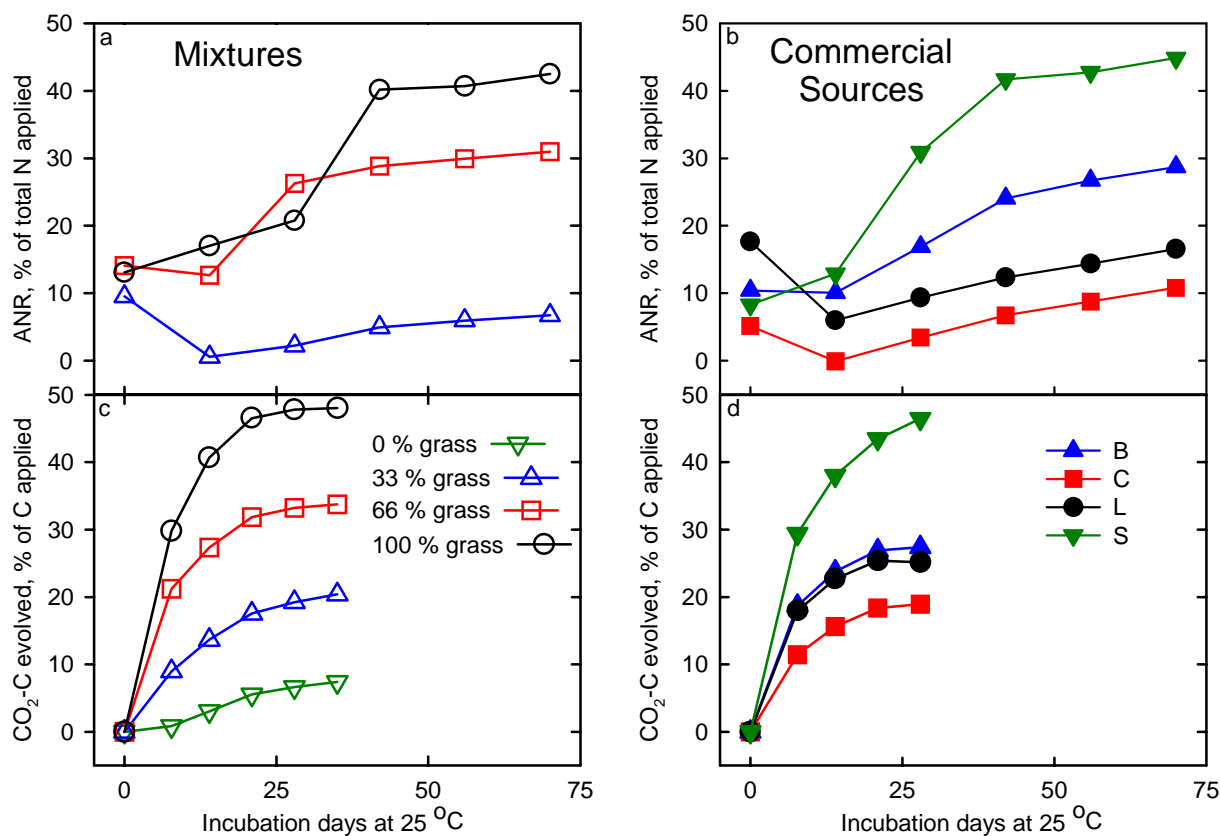 a
Mixtures
ANR, % of total N applied
50
40
30
20
10
0
b
Commercial
Sources
ANR, % of total N applied
50
40
30
20
10
0
c
CO2-C evolved, % of C applied
50
40
30
20
10
0
0 % grass
33 % grass
66 % grass
100 % grass
0
25
50
75
Incubation days at 25 ºC
d
CO2-C evolved, % of C applied
50
40
30
20
10
0
B
C
L
S
0
25
50
75
Incubation days at 25 ºC